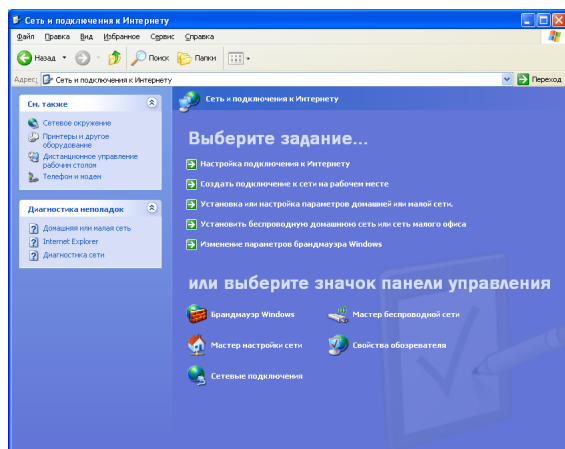 Сеть и подключения к Интернету
Файл Правка Вид Избранное Сервис Справка
Назад Поиск Папки
Адрес: Сеть и подключения к Интернету Переход
См. также
Сетевое окружение
Принтеры и другое
оборудование
Дистанционное управление
рабочим столом
Телефон и модем
Диагностика неполадок
Домашняя или малая сеть
Internet Explorer
Диагностика сети
Сеть и подключения к Интернету
Выберите задание...
Настройка подключения к Интернету
Создать подключение к сети на рабочем месте
Установка или настройка параметров домашней или малой сети.
Установить беспроводную домашнюю сеть или сеть малого офиса
Изменение параметров брандмауэра Windows
или выберите значок панели управления
Брандмауэр Windows Мастер беспроводной сети
Мастер настройки сети Свойства обозревателя
Сетевые подключения